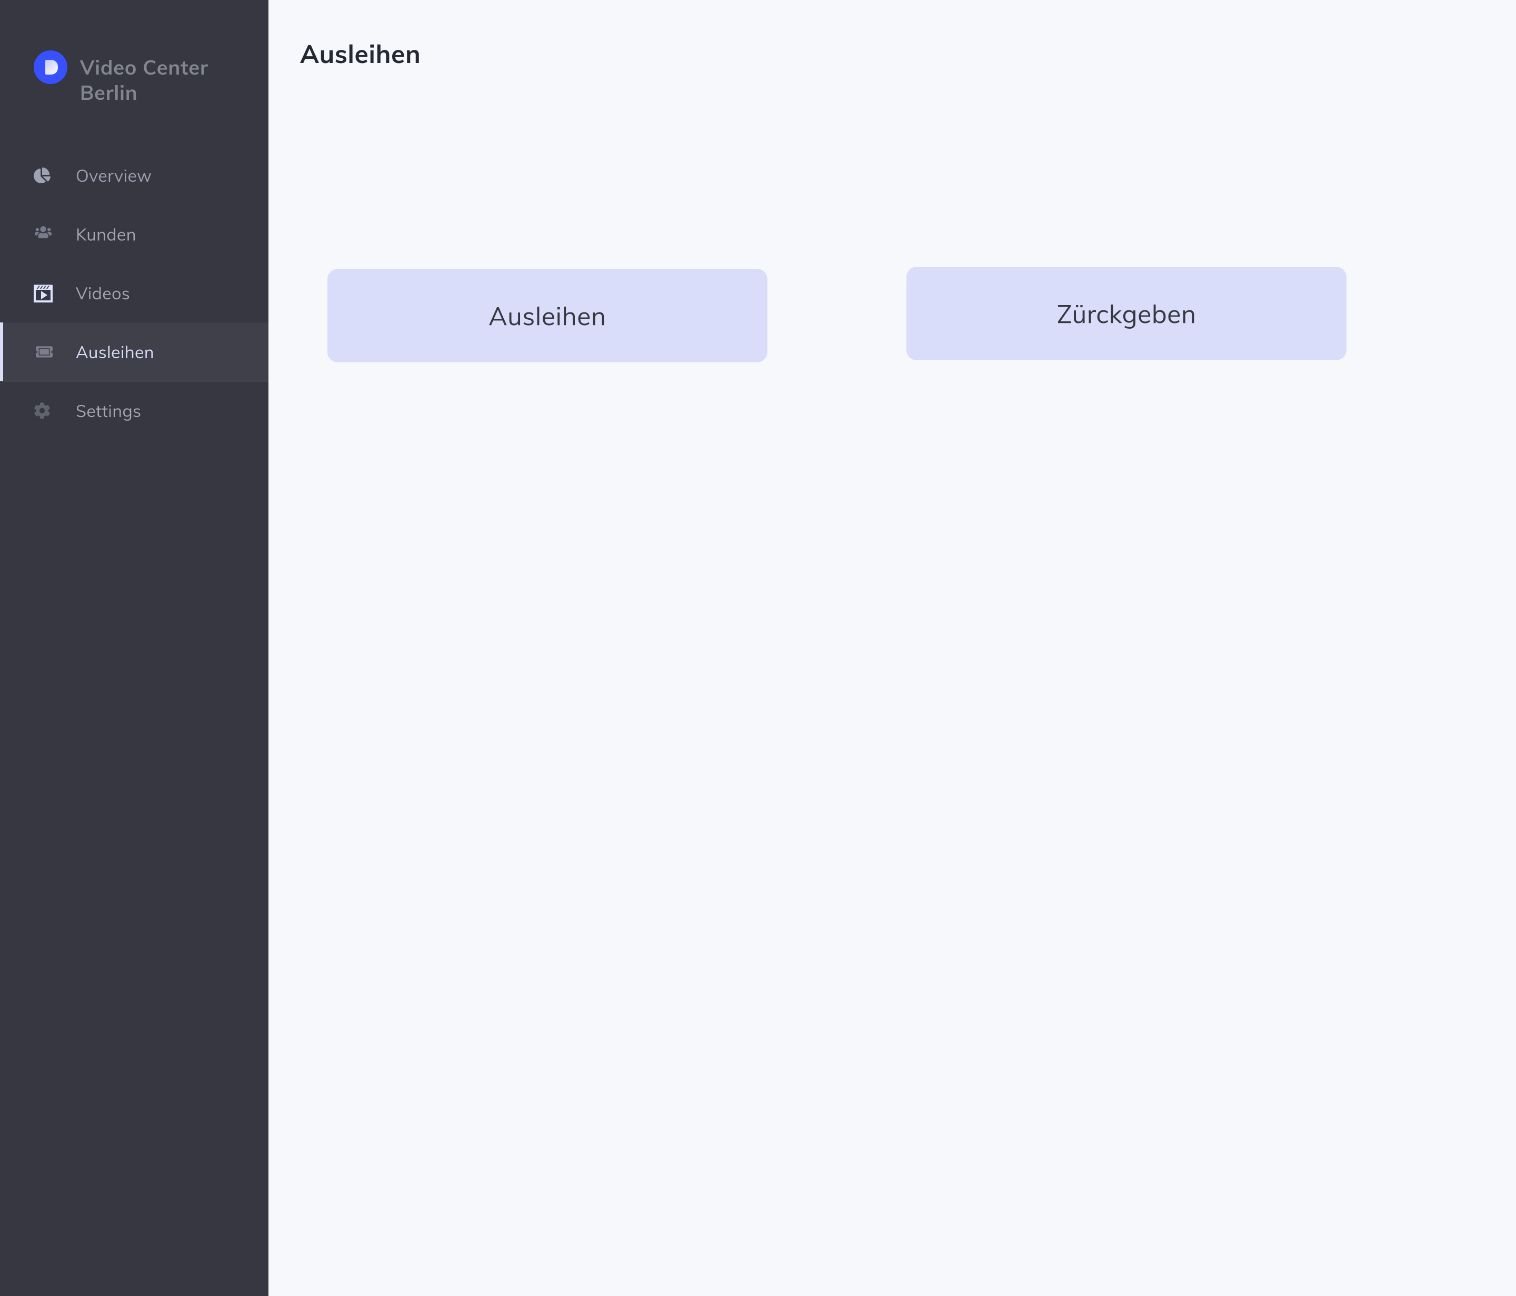 Video Center
Berlin
Overview
Kunden
Videos
Ausleihen
Settings
Ausleihen
Ausleihen
Zürckgeben